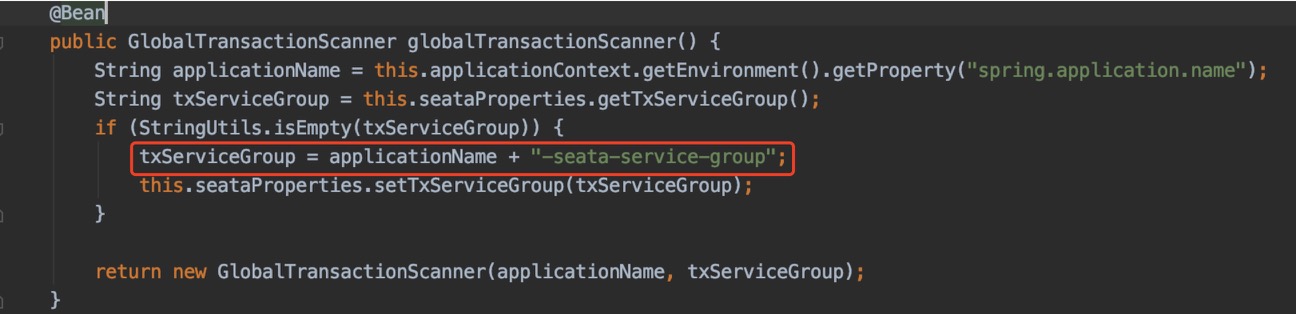 @Bean
public GlobalTransactionScanner globalTransactionScanner() {
String applicationName = this.applicationContext.getEnvironment().getProperty("spring.application.name");
String txServiceGroup = this.seataProperties.getTxServiceGroup();
if (StringUtils.isEmpty(txServiceGroup)) {
txServiceGroup = applicationName + "-seata-service-group";
this.seataProperties.setTxServiceGroup(txServiceGroup);
}
return new GlobalTransactionScanner(applicationName, txServiceGroup);
}